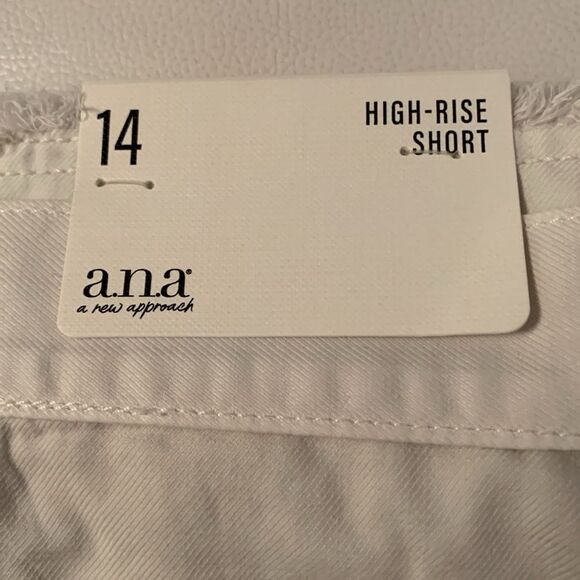 14
HIGH-RISE
SHORT
a.n.a®
a new approach